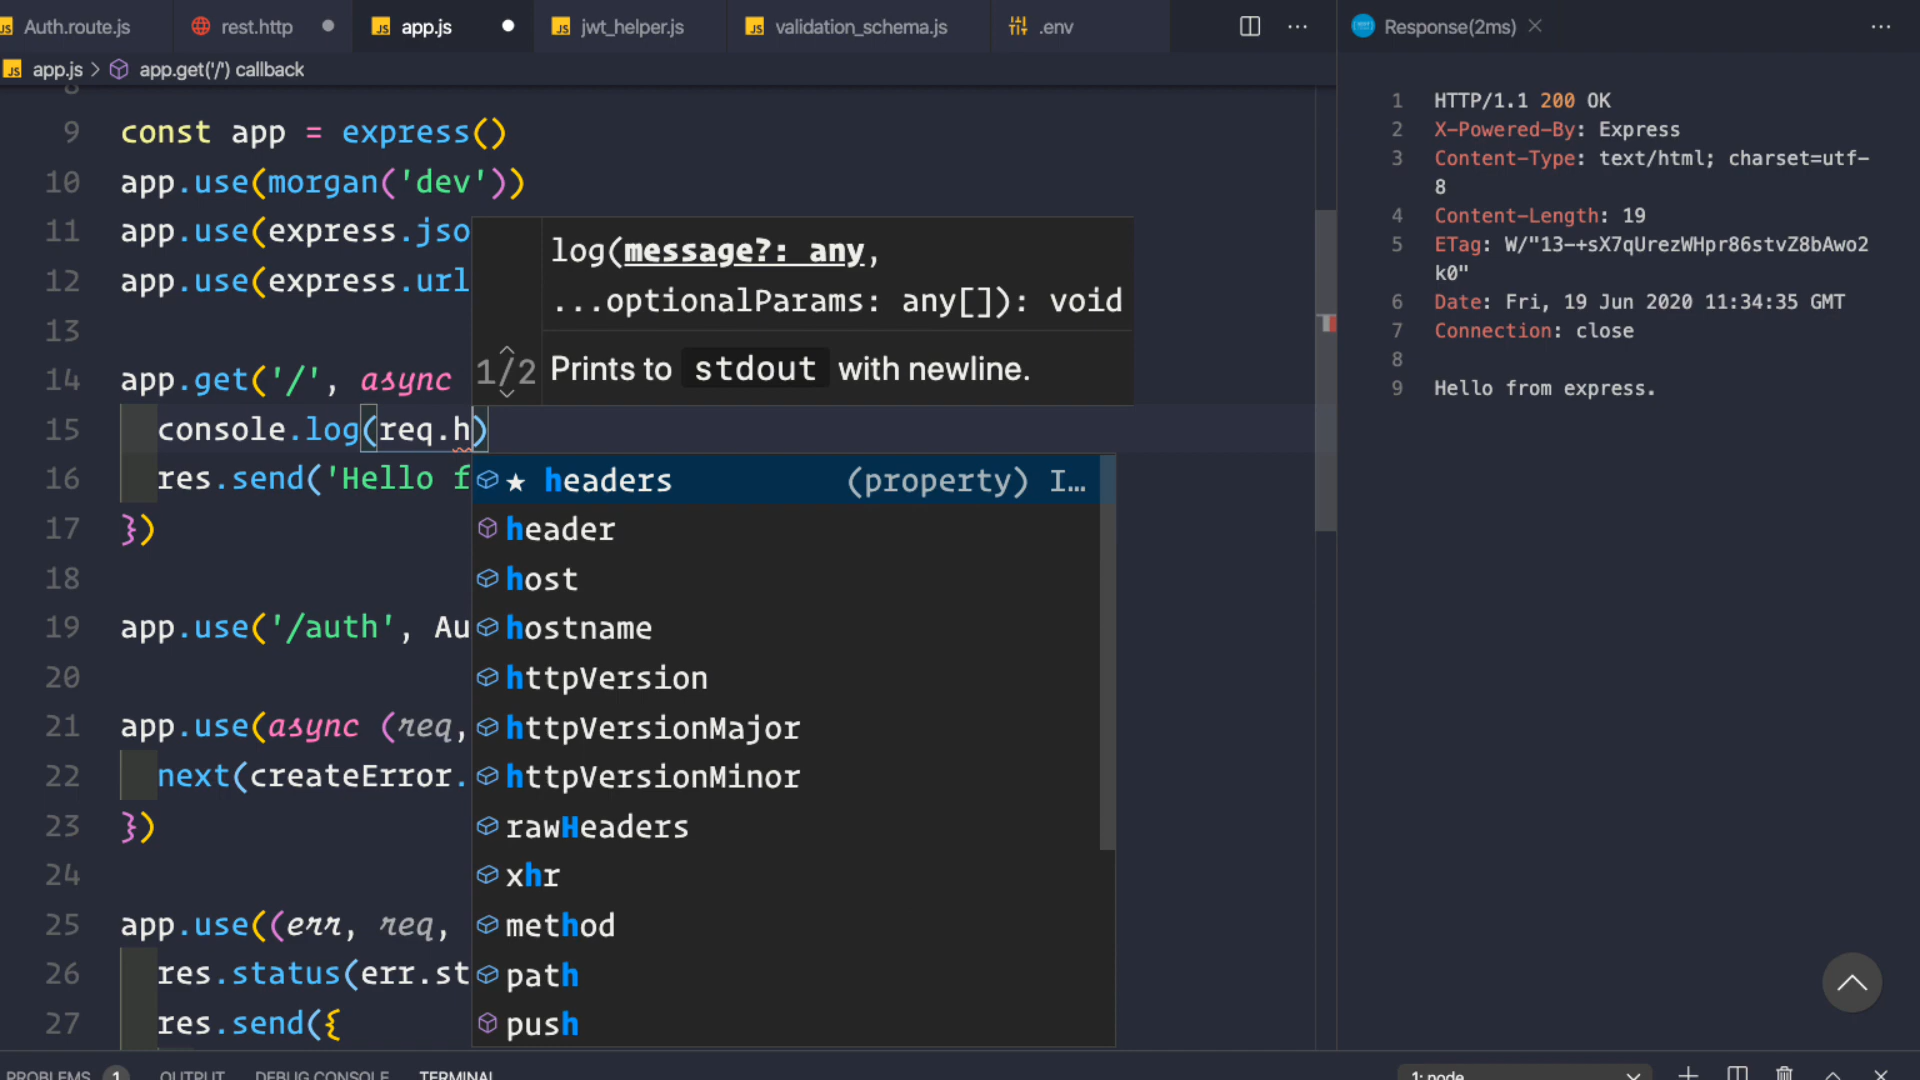 Auth.route.js rest.http app.js jwt_helper.js validation_schema.js .env
app.js > app.get('/') callback
8
9 const app = express()
10 app.use(morgan('dev'))
11 app.use(express.jso
12 app.use(express.url
13
14 app.get('/', async
15 console.log(req.h)
16 res.send('Hello f
17 })
18
19 app.use('/auth', Au
20
21 app.use(async (req,
22 next(createError.
23 })
24
25 app.use((err, req,
26 res.status(err.st
27 res.send({
log(message?: any,
...optionalParams: any[]): void
1/2 Prints to stdout with newline.
★ headers (property) I…
header
host
hostname
httpVersion
httpVersionMajor
httpVersionMinor
rawHeaders
xhr
method
path
push
Response(2ms)
1 HTTP/1.1 200 OK
2 X-Powered-By: Express
3 Content-Type: text/html; charset=utf-
8
4 Content-Length: 19
5 ETag: W/"13-+sX7qUrezWHpr86stvZ8bAwo2
k0"
6 Date: Fri, 19 Jun 2020 11:34:35 GMT
7 Connection: close
8
9 Hello from express.
PROBLEMS 1 OUTPUT DEBUG CONSOLE TERMINAL 1: node